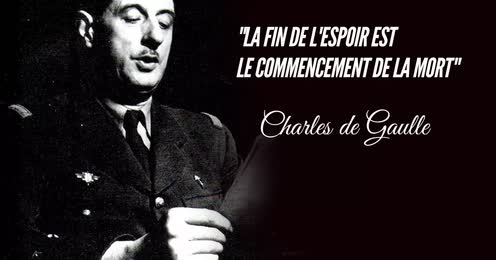 "LA FIN DE L'ESPOIR EST
LE COMMENCEMENT DE LA MORT"
Charles de Gaulle